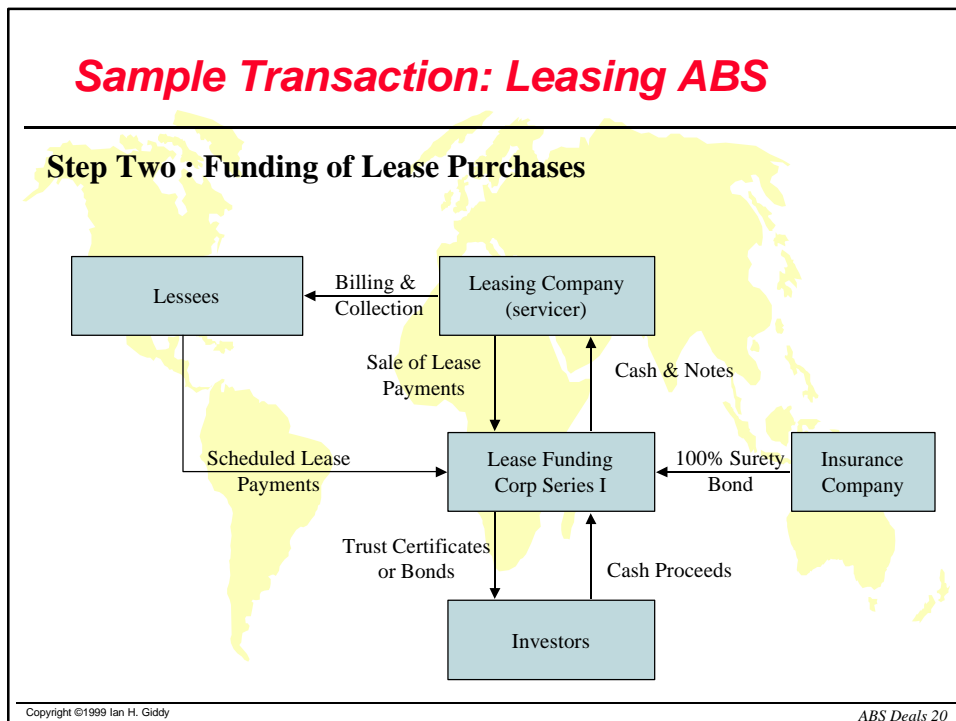 Sample Transaction: Leasing ABS
Step Two : Funding of Lease Purchases
Lessees
Billing &
Collection
Leasing Company
(servicer)
Sale of Lease
Payments
Cash & Notes
Scheduled Lease
Payments
Lease Funding
Corp Series I
100% Surety
Bond
Insurance
Company
Trust Certificates
or Bonds
Cash Proceeds
Investors
Copyright ©1999 Ian H. Giddy
ABS Deals 20